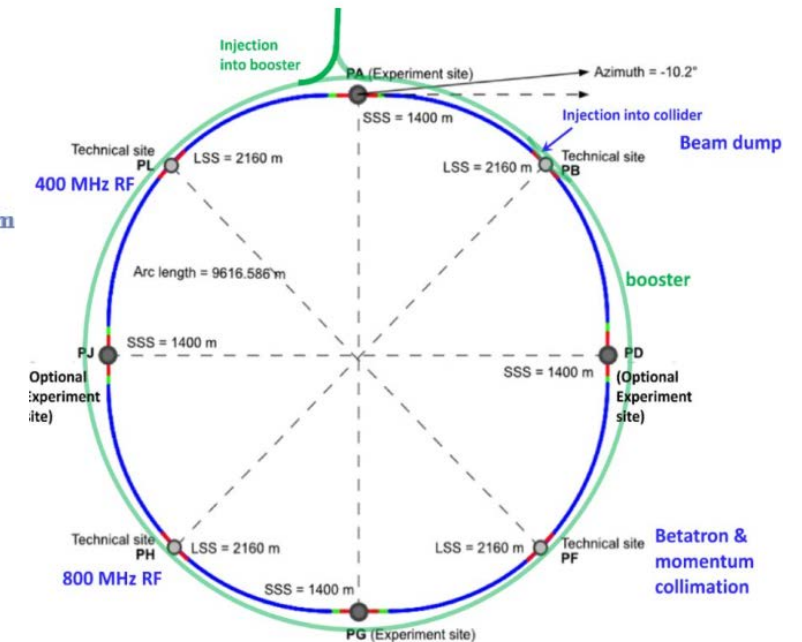 Injection
into booster
PA (Experiment site)
Azimuth = -10.2°
SSS = 1400 m
Injection into collider
Beam dump
Technical site
PL
LSS = 2160 m
400 MHz RF
LSS = 2160 m
Technical site
PB
m
Arc length = 9616.586 m
booster
PJ
SSS = 1400 m
Optional
Experiment
site)
SSS = 1400 m
PD
(Optional
Experiment
site)
Technical site
PH
LSS = 2160 m
800 MHz RF
LSS = 2160 m
Technical site
PF
Betatron &
momentum
collimation
SSS = 1400 m
PG (Experiment site)